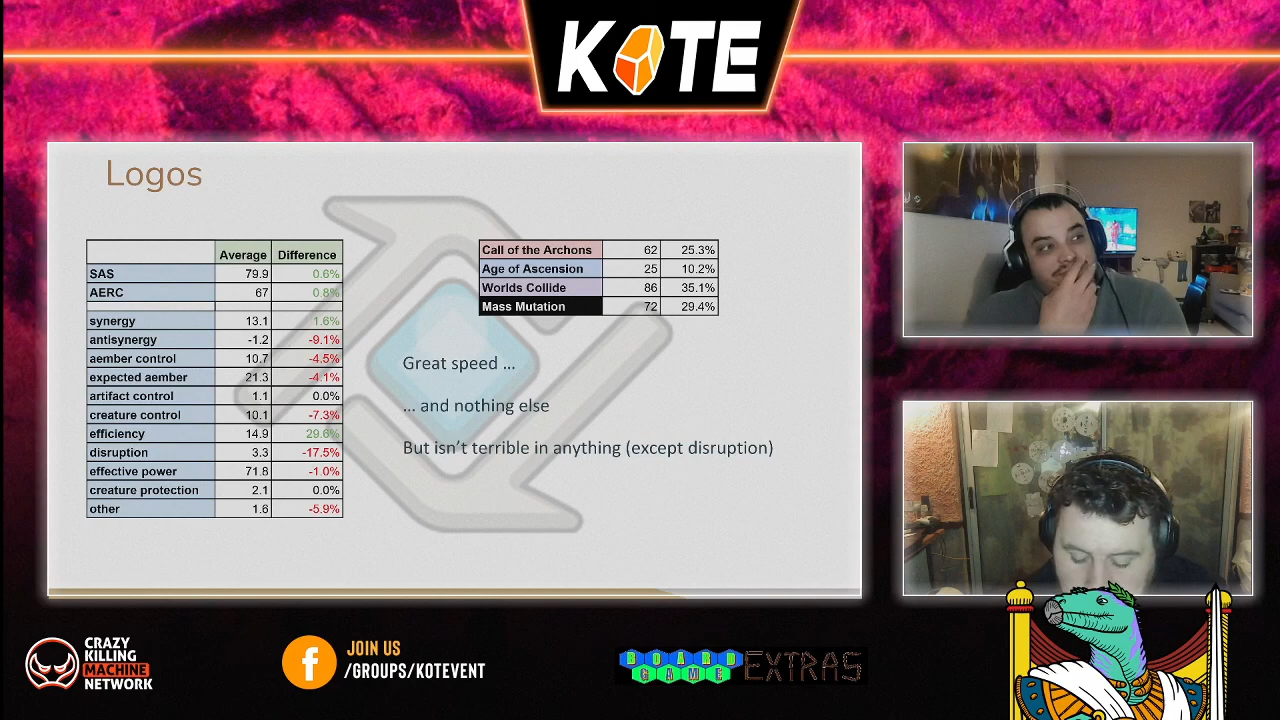 KOTE
Logos
Average Difference
SAS 79.9 0.6%
AERC 67 0.8%
synergy 13.1 1.6%
antisynergy -1.2 -9.1%
aember control 10.7 -4.5%
expected aember 21.3 -4.1%
artifact control 1.1 0.0%
creature control 10.1 -7.3%
efficiency 14.9 29.6%
disruption 3.3 -17.5%
effective power 71.8 -1.0%
creature protection 2.1 0.0%
other 1.6 -5.9%
Call of the Archons 62 25.3%
Age of Ascension 25 10.2%
Worlds Collide 86 35.1%
Mass Mutation 72 29.4%
Great speed ...
... and nothing else
But isn't terrible in anything (except disruption)
CRAZY
KILLING
MACHINE
NETWORK
f
JOIN US
/GROUPS/KOTEVENT
BOARD
GAME
EXTRAS